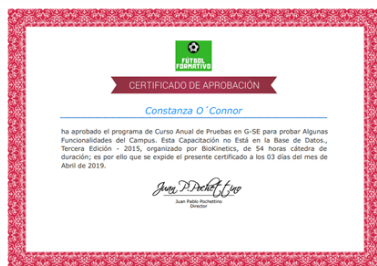 FÚTBOL
FORMATIVO
CERTIFICADO DE APROBACIÓN
Constanza O´Connor
ha aprobado el programa de Curso Anual de Pruebas en G-SE para probar Algunas
Funcionalidades del Campus. Esta Capacitación no Está en la Base de Datos.,
Tercera Edición - 2015, organizado por BioKinetics, de 54 horas cátedra de
duración; es por ello que se expide el presente certificado a los 03 días del mes de
Abril de 2019.
Juan P. Pochettino
Juan Pablo Pochettino
Director